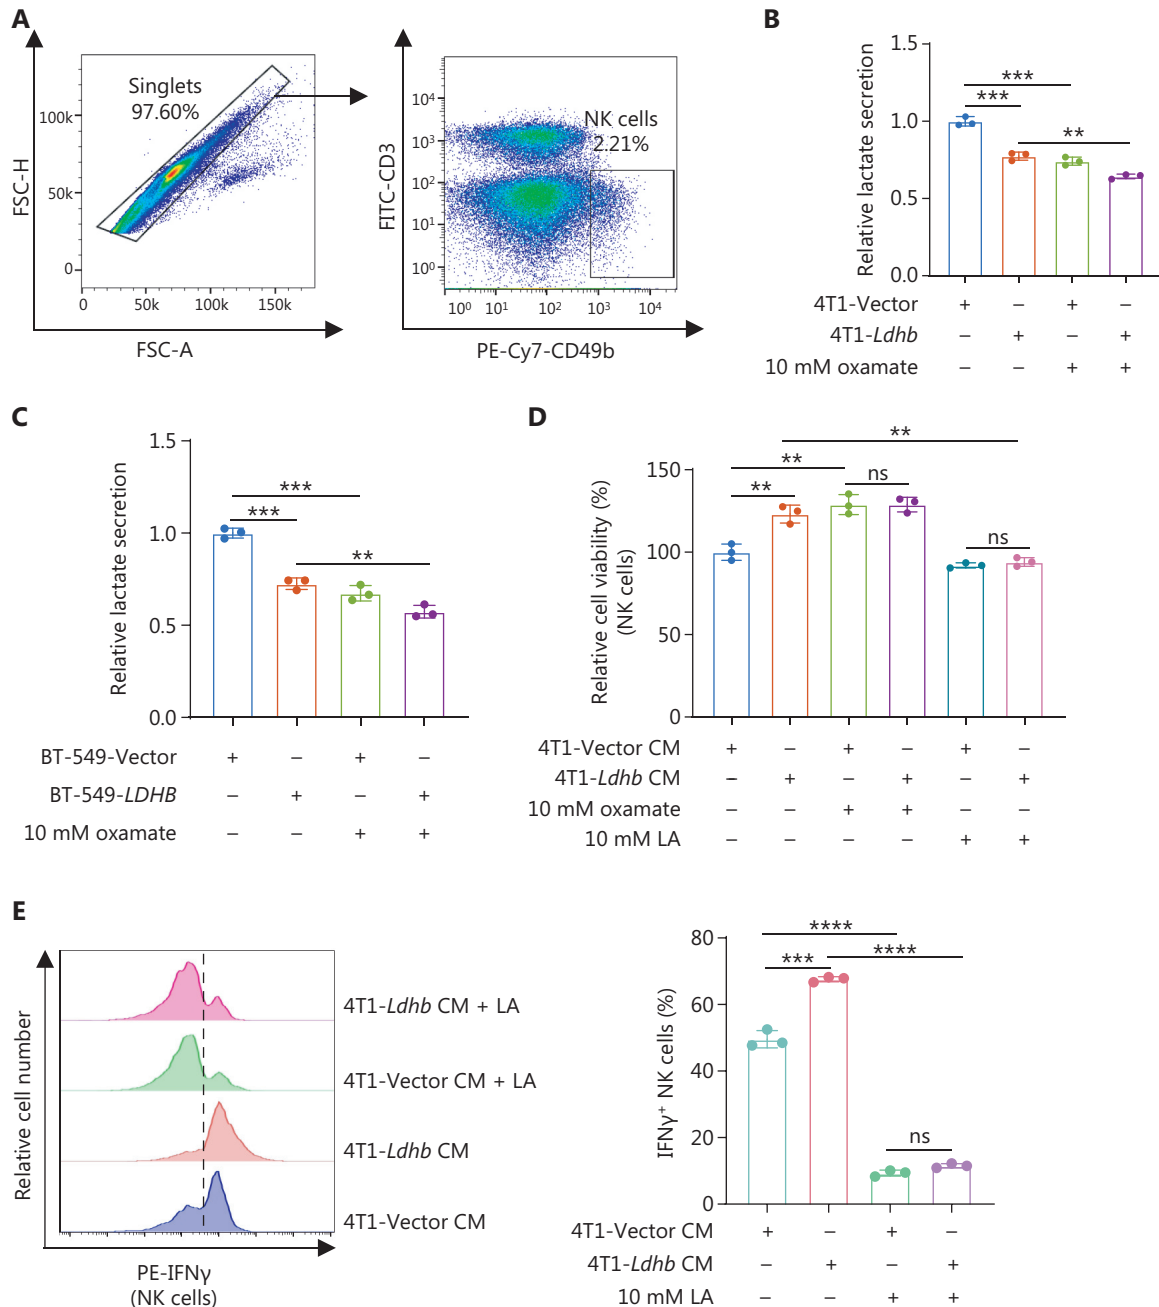 A
Singlets
97.60%
100k
50k
0
FSC-H
0 50k 100k 150k
FSC-A
NK cells
2.21%
10⁴
10³
10²
10¹
10⁰
FITC-CD3
10⁰ 10¹ 10² 10³ 10⁴
PE-Cy7-CD49b
B
Relative lactate secretion
1.5
1.0
0.5
0.0
***
***
**
4T1-Vector + – + –
4T1-Ldhb – + – +
10 mM oxamate – – + +
C
Relative lactate secretion
1.5
1.0
0.5
0.0
***
***
**
BT-549-Vector + – + –
BT-549-LDHB – + – +
10 mM oxamate – – + +
D
Relative cell viability (%)
(NK cells)
150
100
50
0
**
**
ns
**
ns
4T1-Vector CM + – + – + –
4T1-Ldhb CM – + – + – +
10 mM oxamate – – + + – –
10 mM LA – – – – + +
E
Relative cell number
4T1-Ldhb CM + LA
4T1-Vector CM + LA
4T1-Ldhb CM
4T1-Vector CM
PE-IFNγ
(NK cells)
IFNγ⁺ NK cells (%)
80
60
40
20
0
****
***
****
ns
4T1-Vector CM + – + –
4T1-Ldhb CM – + – +
10 mM LA – – + +